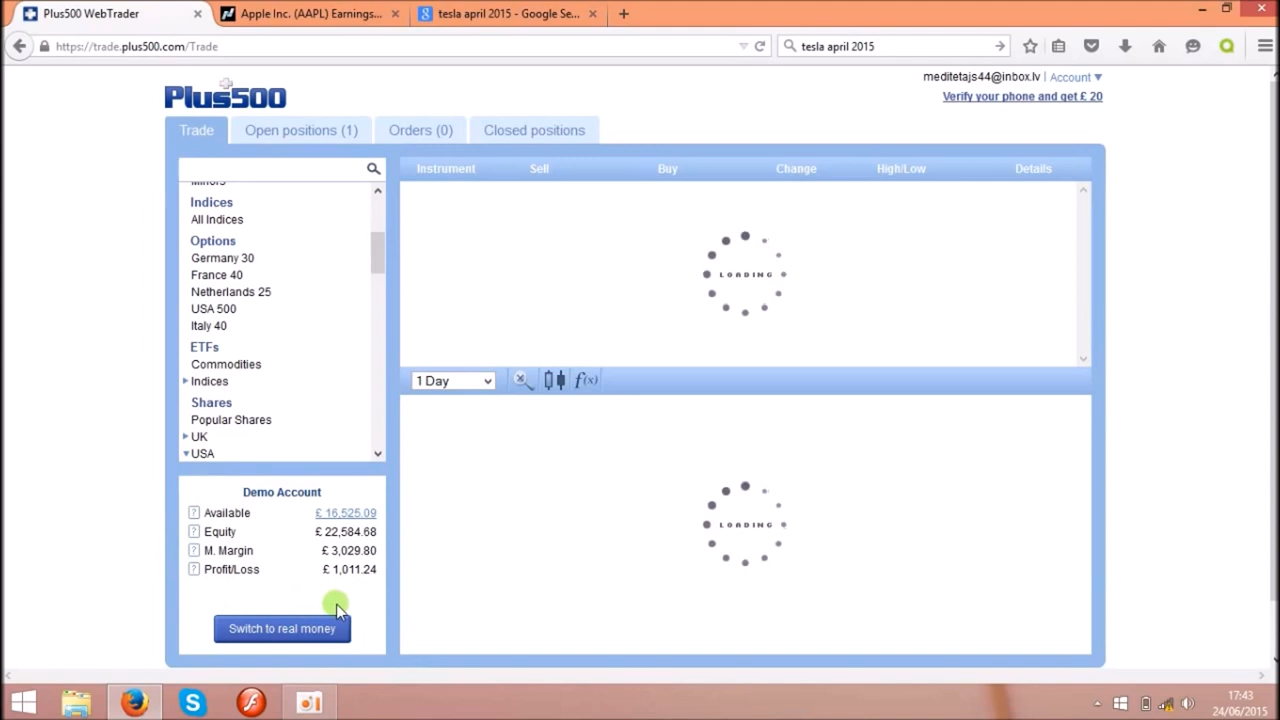 Plus500 WebTrader
Apple Inc. (AAPL) Earnings...
tesla april 2015 - Google Se...
https://trade.plus500.com/Trade
tesla april 2015
meditetajs44@inbox.lv
Account
Plus500
Verify your phone and get £ 20
Trade
Open positions (1)
Orders (0)
Closed positions
Instrument Sell Buy Change High/Low Details
Minors
Indices
All Indices
Options
Germany 30
France 40
Netherlands 25
USA 500
Italy 40
ETFs
Commodities
Indices
Shares
Popular Shares
UK
USA
LOADING
1 Day
f(x)
LOADING
Demo Account
? Available £ 16,525.09
? Equity £ 22,584.68
? M. Margin £ 3,029.80
? Profit/Loss £ 1,011.24
Switch to real money
17:43
24/06/2015